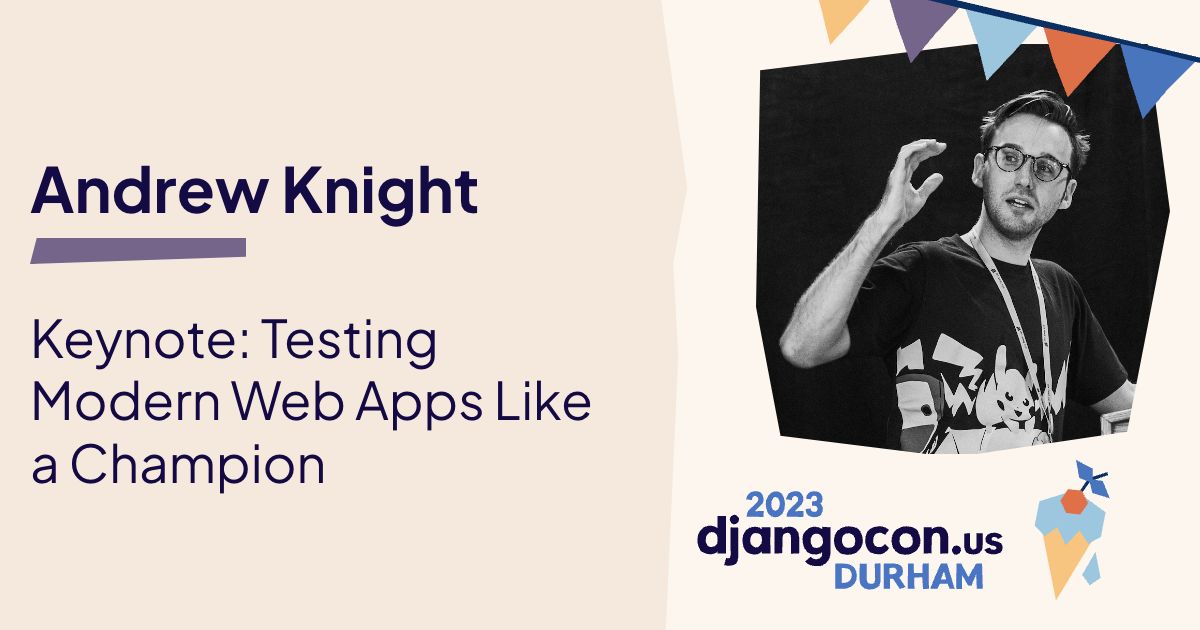 Andrew Knight
Keynote: Testing
Modern Web Apps Like
a Champion
2023
djangocon.us
DURHAM